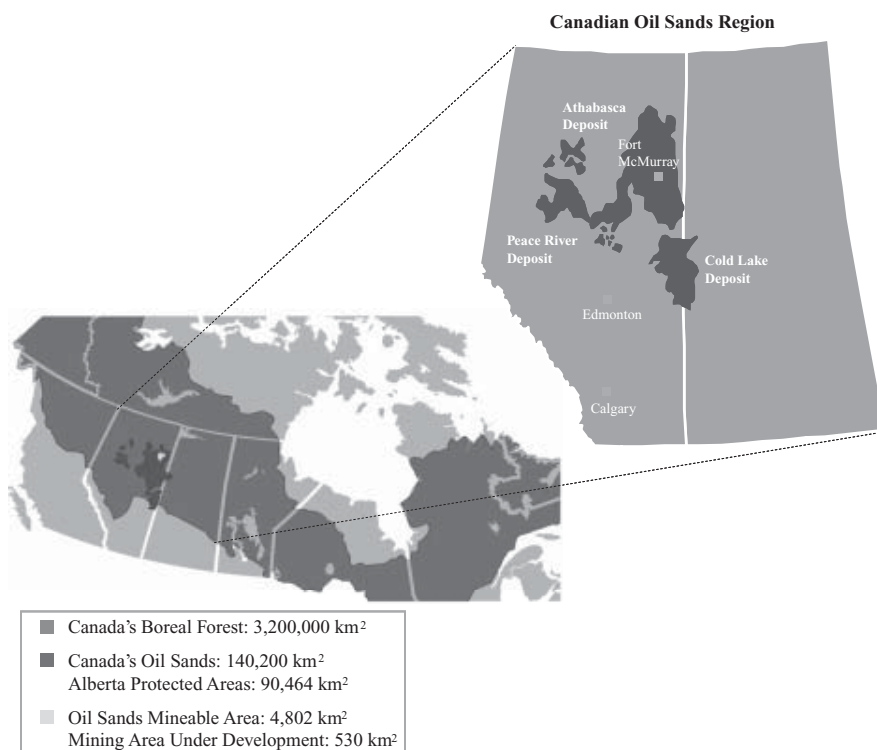 Canadian Oil Sands Region
Athabasca
Deposit
Fort
McMurray
Peace River
Deposit
Cold Lake
Deposit
Edmonton
Calgary
Canada’s Boreal Forest: 3,200,000 km²
Canada’s Oil Sands: 140,200 km²
Alberta Protected Areas: 90,464 km²
Oil Sands Mineable Area: 4,802 km²
Mining Area Under Development: 530 km²